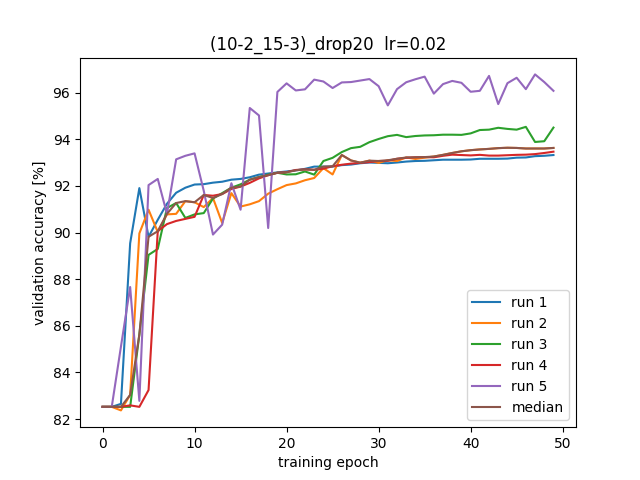 (10-2_15-3)_drop20  lr=0.02
validation accuracy [%]
96
94
92
90
88
86
84
82
0
10
20
30
40
50
training epoch
run 1
run 2
run 3
run 4
run 5
median